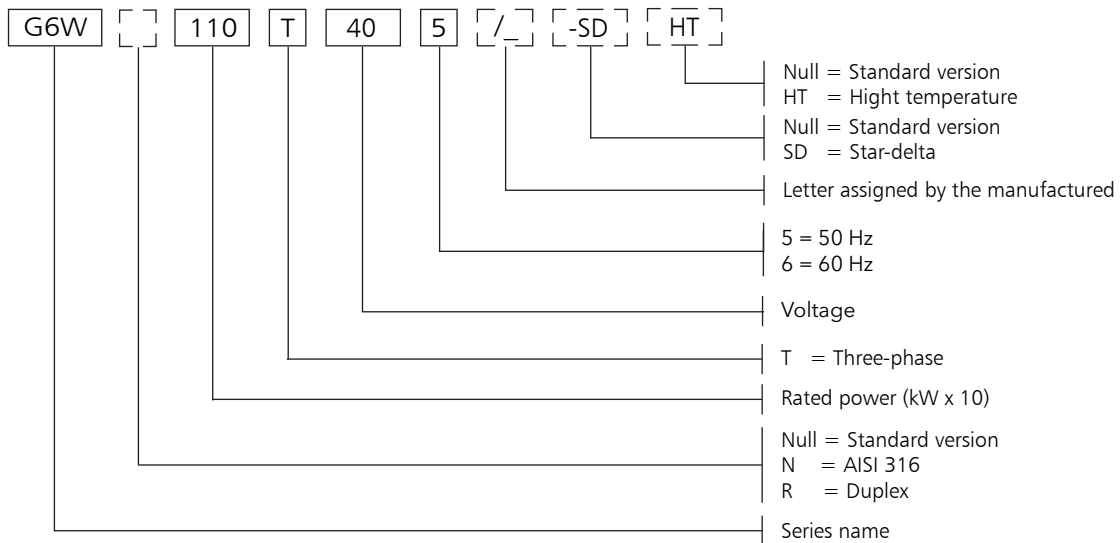 G6W 110 T 40 5 /_ -SD HT
Null = Standard version
HT = Hight temperature
Null = Standard version
SD = Star-delta
Letter assigned by the manufactured
5 = 50 Hz
6 = 60 Hz
Voltage
T = Three-phase
Rated power (kW x 10)
Null = Standard version
N = AISI 316
R = Duplex
Series name